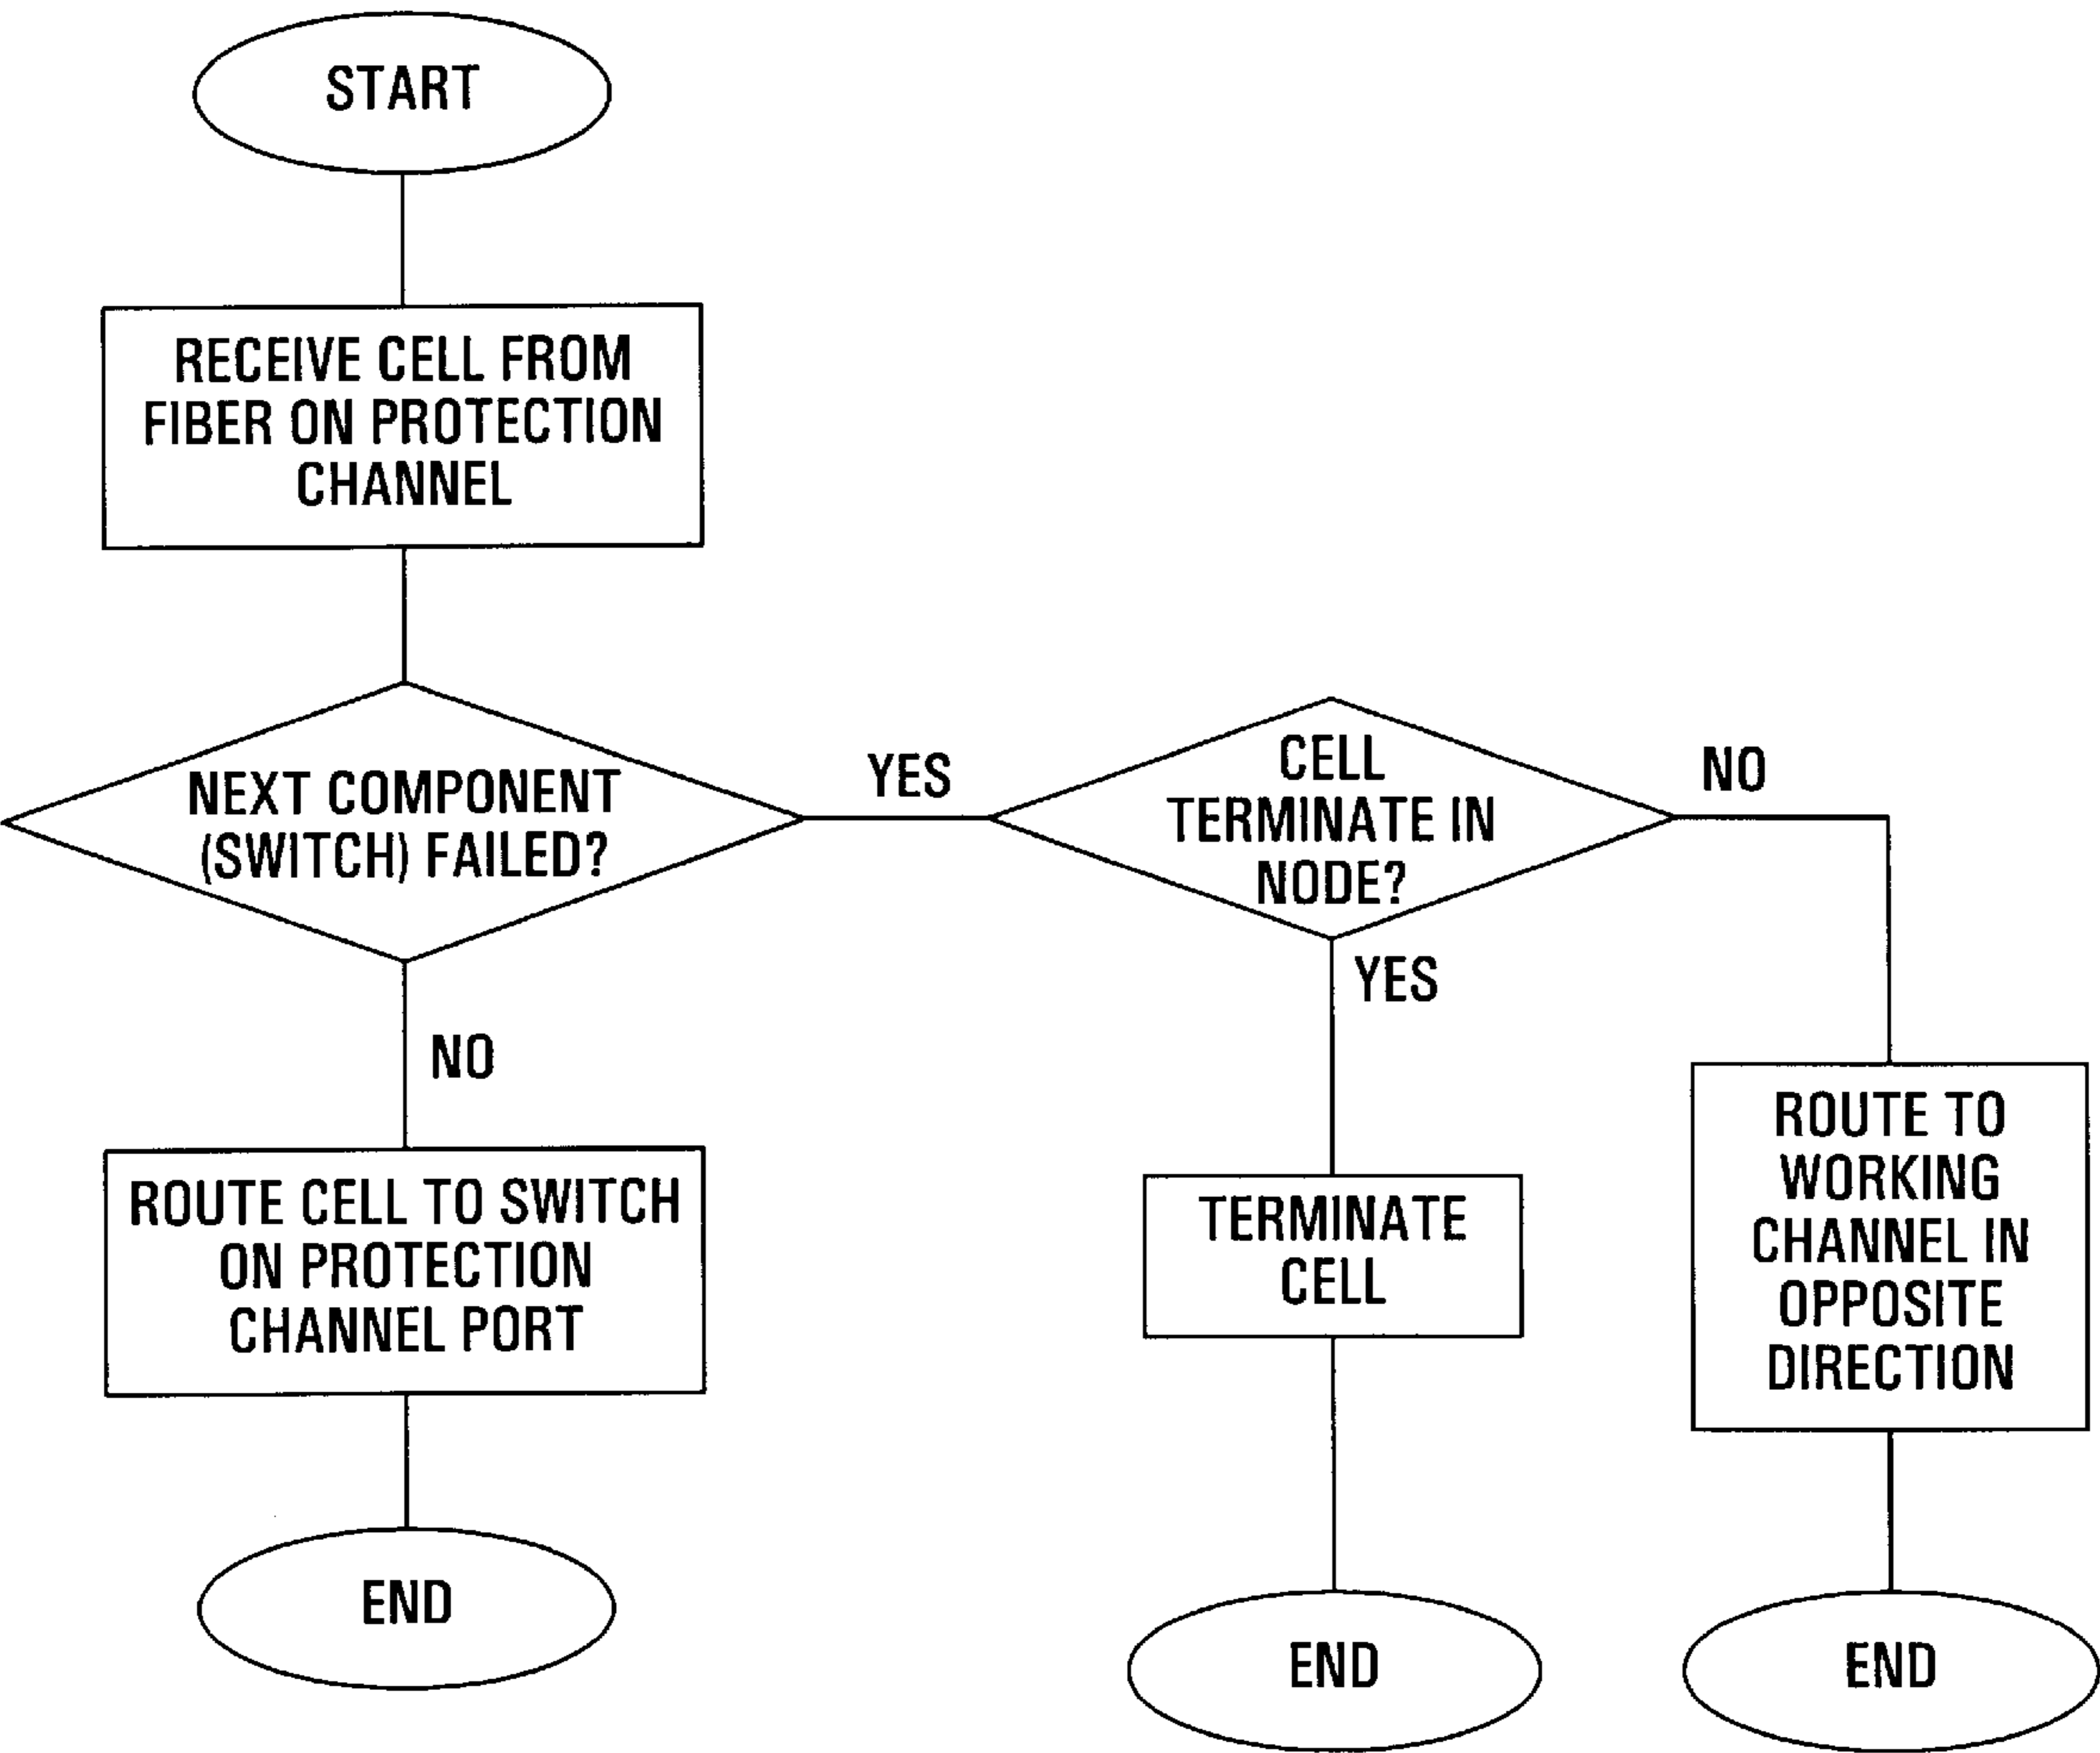 START
RECEIVE CELL FROM
FIBER ON PROTECTION
CHANNEL
NEXT COMPONENT
(SWITCH) FAILED?
YES
CELL
TERMINATE IN
NODE?
NO
YES
NO
ROUTE CELL TO SWITCH
ON PROTECTION
CHANNEL PORT
TERMINATE
CELL
ROUTE TO
WORKING
CHANNEL IN
OPPOSITE
DIRECTION
END
END
END